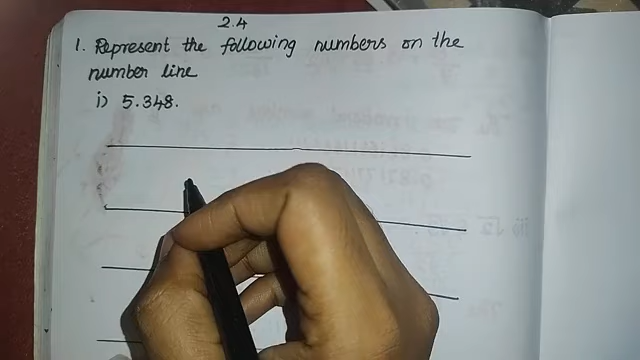 2.4
1. Represent the following numbers on the
number line
i) 5.348.